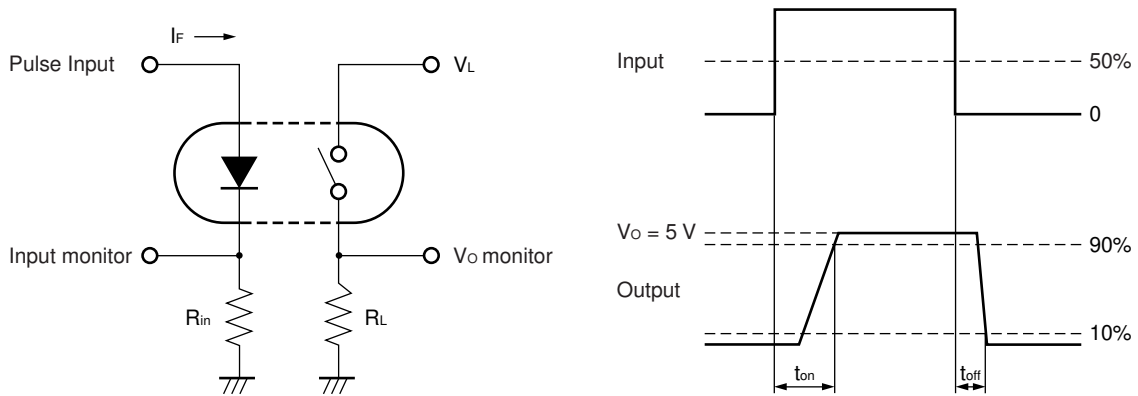 IF
Pulse Input
VL
Input monitor
VO monitor
Rin
RL
Input
50%
0
VO = 5 V
90%
Output
10%
ton
toff